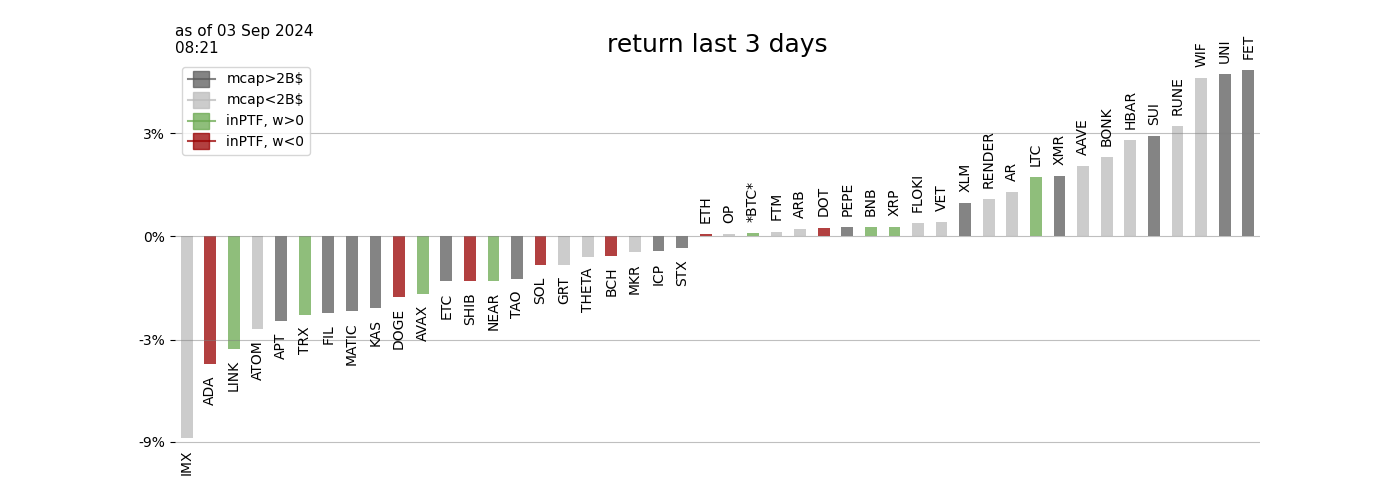 as of 03 Sep 2024
08:21
return last 3 days
mcap>2B$
mcap<2B$
inPTF, w>0
inPTF, w<0
3%
0%
-3%
-9%
IMX
ADA
LINK
ATOM
APT
TRX
FIL
MATIC
KAS
DOGE
AVAX
ETC
SHIB
NEAR
TAO
SOL
GRT
THETA
BCH
MKR
ICP
STX
ETH
OP
*BTC*
FTM
ARB
DOT
PEPE
BNB
XRP
FLOKI
VET
XLM
RENDER
AR
LTC
XMR
AAVE
BONK
HBAR
SUI
RUNE
WIF
UNI
FET